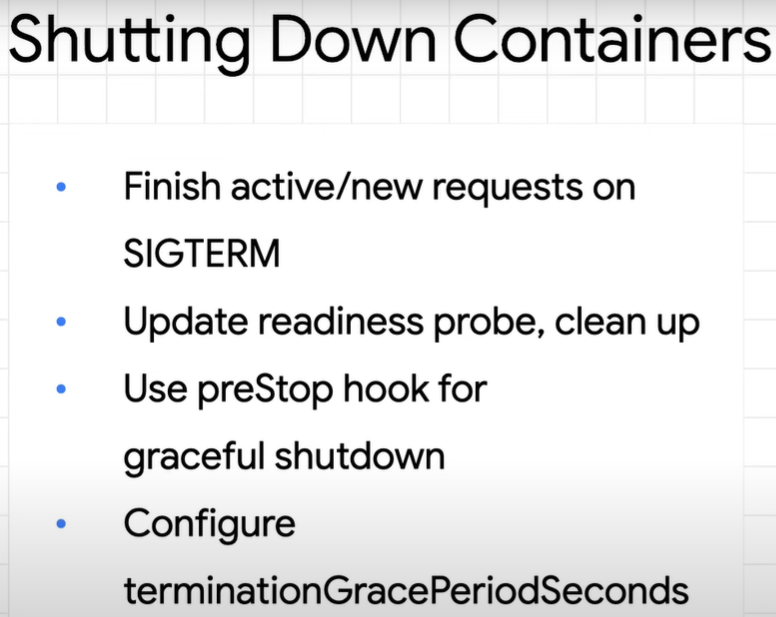 Shutting Down Containers
• Finish active/new requests on
SIGTERM
• Update readiness probe, clean up
• Use preStop hook for
graceful shutdown
• Configure
terminationGracePeriodSeconds